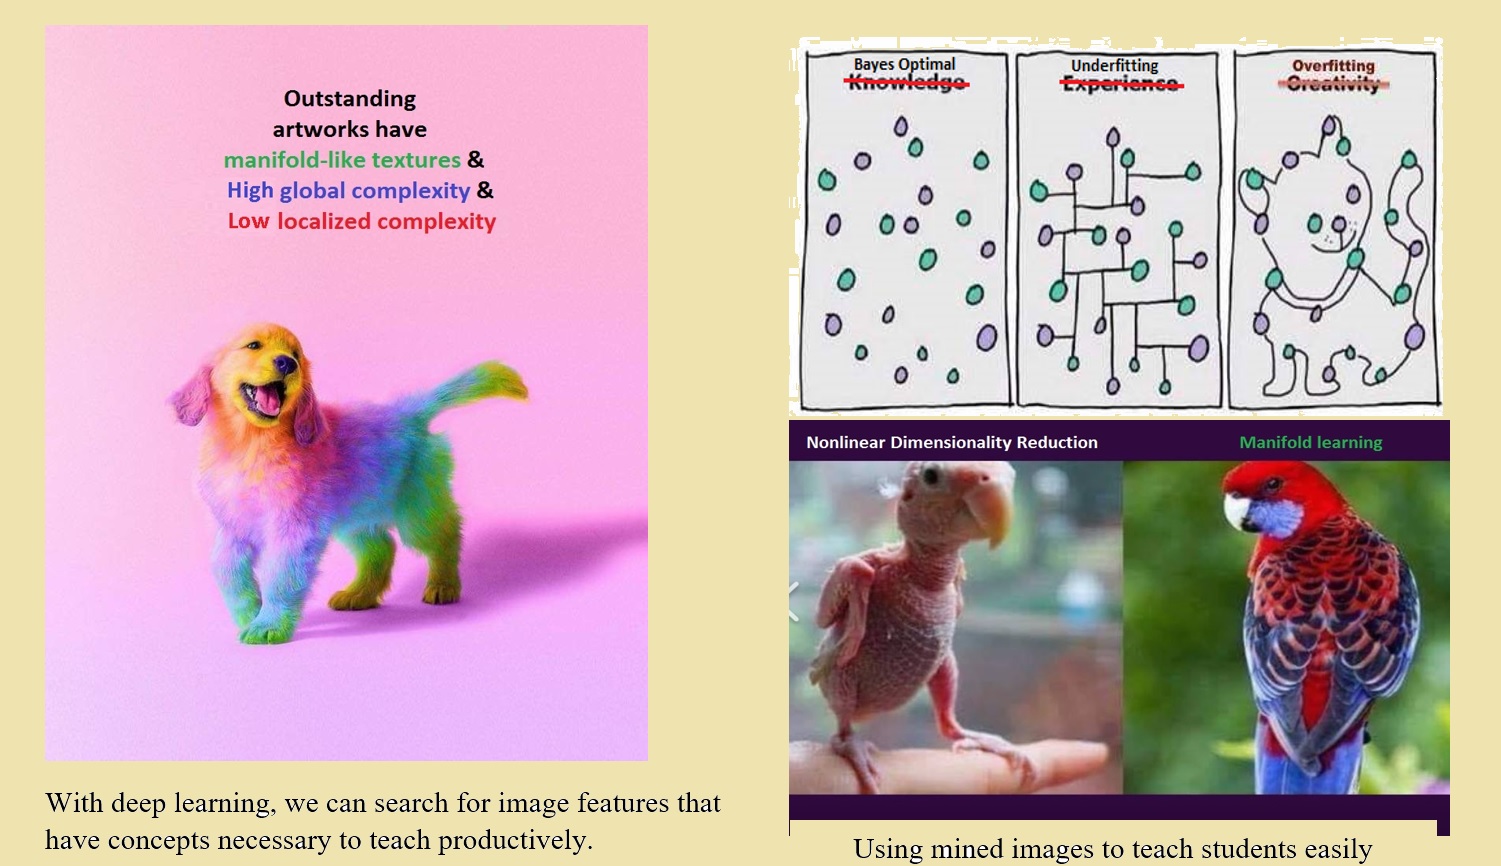 Outstanding
artworks have
manifold-like textures &
High global complexity &
Low localized complexity
With deep learning, we can search for image features that
have concepts necessary to teach productively.
Bayes Optimal
Knowledge
Underfitting
Experience
Overfitting
Creativity
Nonlinear Dimensionality Reduction
Manifold learning
Using mined images to teach students easily